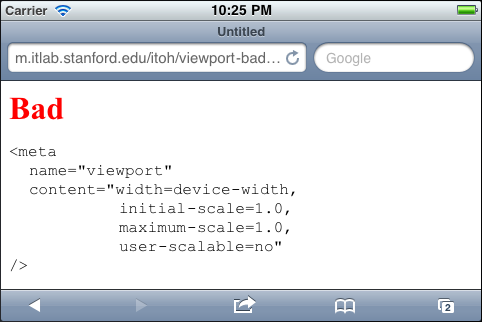 Carrier 10:25 PM
Untitled
m.itlab.stanford.edu/itoh/viewport-bad... Google
Bad
<meta
  name="viewport"
  content="width=device-width,
           initial-scale=1.0,
           maximum-scale=1.0,
           user-scalable=no"
/>
2